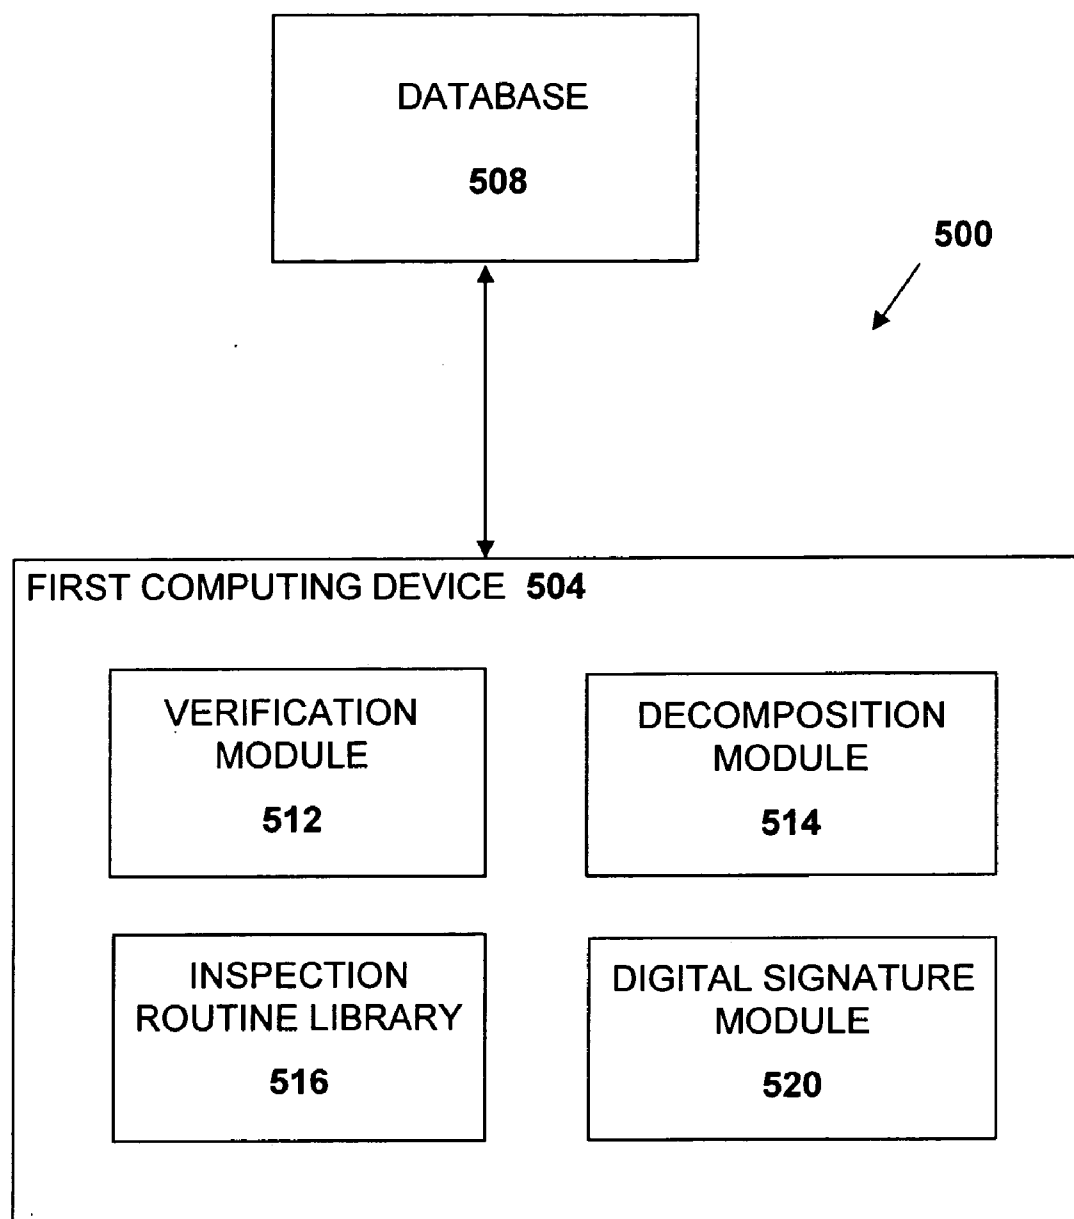 DATABASE
508
500
FIRST COMPUTING DEVICE 504
VERIFICATION
MODULE
512
DECOMPOSITION
MODULE
514
INSPECTION
ROUTINE LIBRARY
516
DIGITAL SIGNATURE
MODULE
520